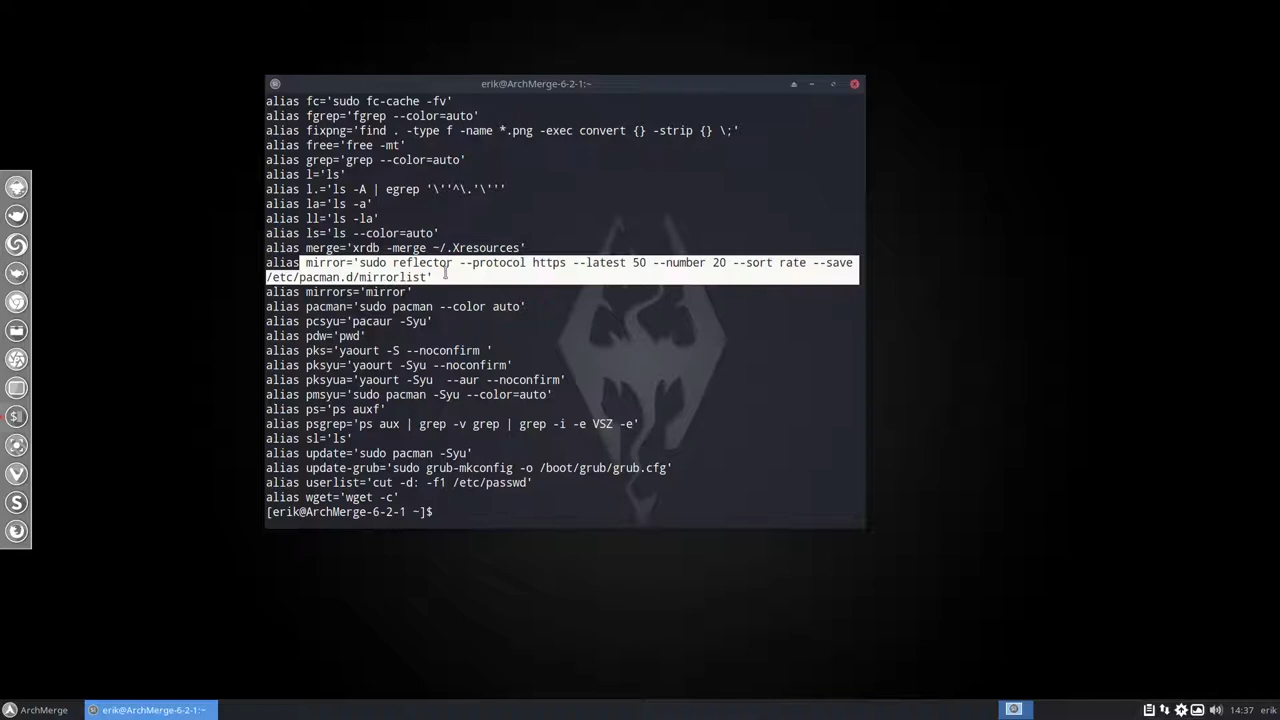 erik@ArchMerge-6-2-1:~
alias fc='sudo fc-cache -fv'
alias fgrep='fgrep --color=auto'
alias fixpng='find . -type f -name *.png -exec convert {} -strip {} \;'
alias free='free -mt'
alias grep='grep --color=auto'
alias l='ls'
alias l.='ls -A | egrep '\''^\.'\'''
alias la='ls -a'
alias ll='ls -la'
alias ls='ls --color=auto'
alias merge='xrdb -merge ~/.Xresources'
alias mirror='sudo reflector --protocol https --latest 50 --number 20 --sort rate --save
/etc/pacman.d/mirrorlist'
alias mirrors='mirror'
alias pacman='sudo pacman --color auto'
alias pcsyu='pacaur -Syu'
alias pdw='pwd'
alias pks='yaourt -S --noconfirm '
alias pksyu='yaourt -Syu --noconfirm'
alias pksyua='yaourt -Syu  --aur --noconfirm'
alias pmsyu='sudo pacman -Syu --color=auto'
alias ps='ps auxf'
alias psgrep='ps aux | grep -v grep | grep -i -e VSZ -e'
alias sl='ls'
alias update='sudo pacman -Syu'
alias update-grub='sudo grub-mkconfig -o /boot/grub/grub.cfg'
alias userlist='cut -d: -f1 /etc/passwd'
alias wget='wget -c'
[erik@ArchMerge-6-2-1 ~]$
ArchMerge
erik@ArchMerge-6-2-1:~
14:37
erik